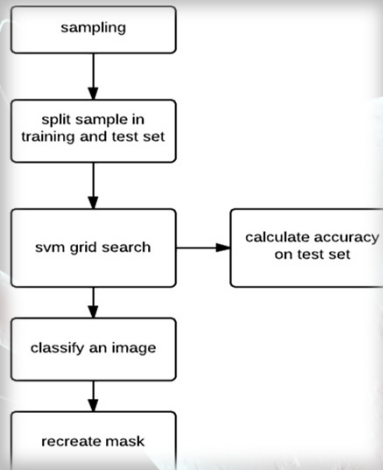 sampling
split sample in
training and test set
svm grid search
calculate accuracy
on test set
classify an image
recreate mask